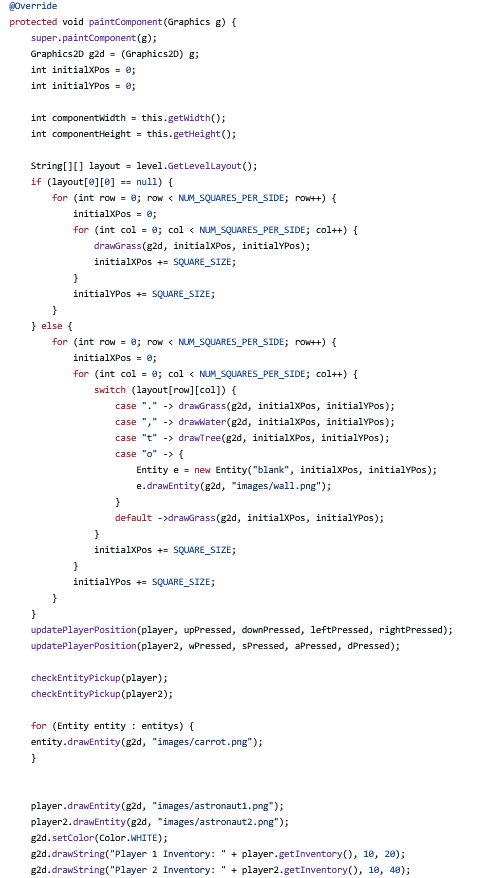 @Override
protected void paintComponent(Graphics g) {
    super.paintComponent(g);
    Graphics2D g2d = (Graphics2D) g;
    int initialXPos = 0;
    int initialYPos = 0;

    int componentWidth = this.getWidth();
    int componentHeight = this.getHeight();

    String[][] layout = level.GetLevelLayout();
    if (layout[0][0] == null) {
        for (int row = 0; row < NUM_SQUARES_PER_SIDE; row++) {
            initialXPos = 0;
            for (int col = 0; col < NUM_SQUARES_PER_SIDE; col++) {
                drawGrass(g2d, initialXPos, initialYPos);
                initialXPos += SQUARE_SIZE;
            }
            initialYPos += SQUARE_SIZE;
        }
    } else {
        for (int row = 0; row < NUM_SQUARES_PER_SIDE; row++) {
            initialXPos = 0;
            for (int col = 0; col < NUM_SQUARES_PER_SIDE; col++) {
                switch (layout[row][col]) {
                    case "." -> drawGrass(g2d, initialXPos, initialYPos);
                    case "," -> drawWater(g2d, initialXPos, initialYPos);
                    case "t" -> drawTree(g2d, initialXPos, initialYPos);
                    case "o" -> {
                        Entity e = new Entity("blank", initialXPos, initialYPos);
                        e.drawEntity(g2d, "images/wall.png");
                    }
                    default ->drawGrass(g2d, initialXPos, initialYPos);
                }
                initialXPos += SQUARE_SIZE;
            }
            initialYPos += SQUARE_SIZE;
        }
    }
    updatePlayerPosition(player, upPressed, downPressed, leftPressed, rightPressed);
    updatePlayerPosition(player2, wPressed, sPressed, aPressed, dPressed);

    checkEntityPickup(player);
    checkEntityPickup(player2);

    for (Entity entity : entitys) {
    entity.drawEntity(g2d, "images/carrot.png");
    }


    player.drawEntity(g2d, "images/astronaut1.png");
    player2.drawEntity(g2d, "images/astronaut2.png");
    g2d.setColor(Color.WHITE);
    g2d.drawString("Player 1 Inventory: " + player.getInventory(), 10, 20);
    g2d.drawString("Player 2 Inventory: " + player2.getInventory(), 10, 40);